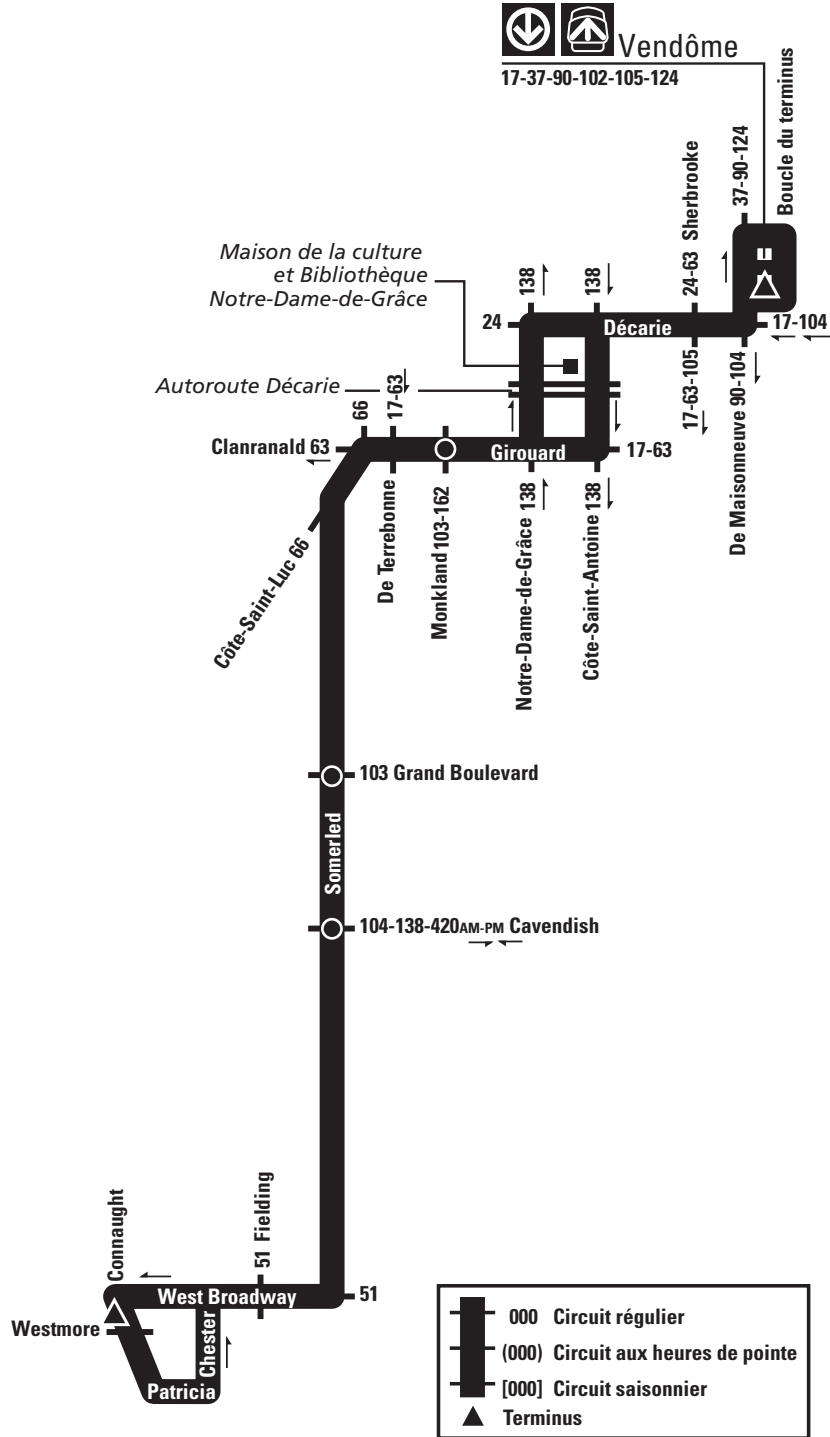 Vendôme
17-37-90-102-105-124
Boucle du terminus
37-90-124
24-63 Sherbrooke
Maison de la culture
et Bibliothèque
Notre-Dame-de-Grâce
138
138
24
Décarie
17-104
Autoroute Décarie
17-63
66
17-63-105
De Maisonneuve 90-104
Clanranald 63
Girouard
17-63
Côte-Saint-Luc 66
De Terrebonne
Monkland 103-162
Notre-Dame-de-Grâce 138
Côte-Saint-Antoine 138
103 Grand Boulevard
Somerled
104-138-420AM-PM Cavendish
Connaught
51 Fielding
West Broadway
51
Westmore
Chester
Patricia
000 Circuit régulier
(000) Circuit aux heures de pointe
[000] Circuit saisonnier
Terminus